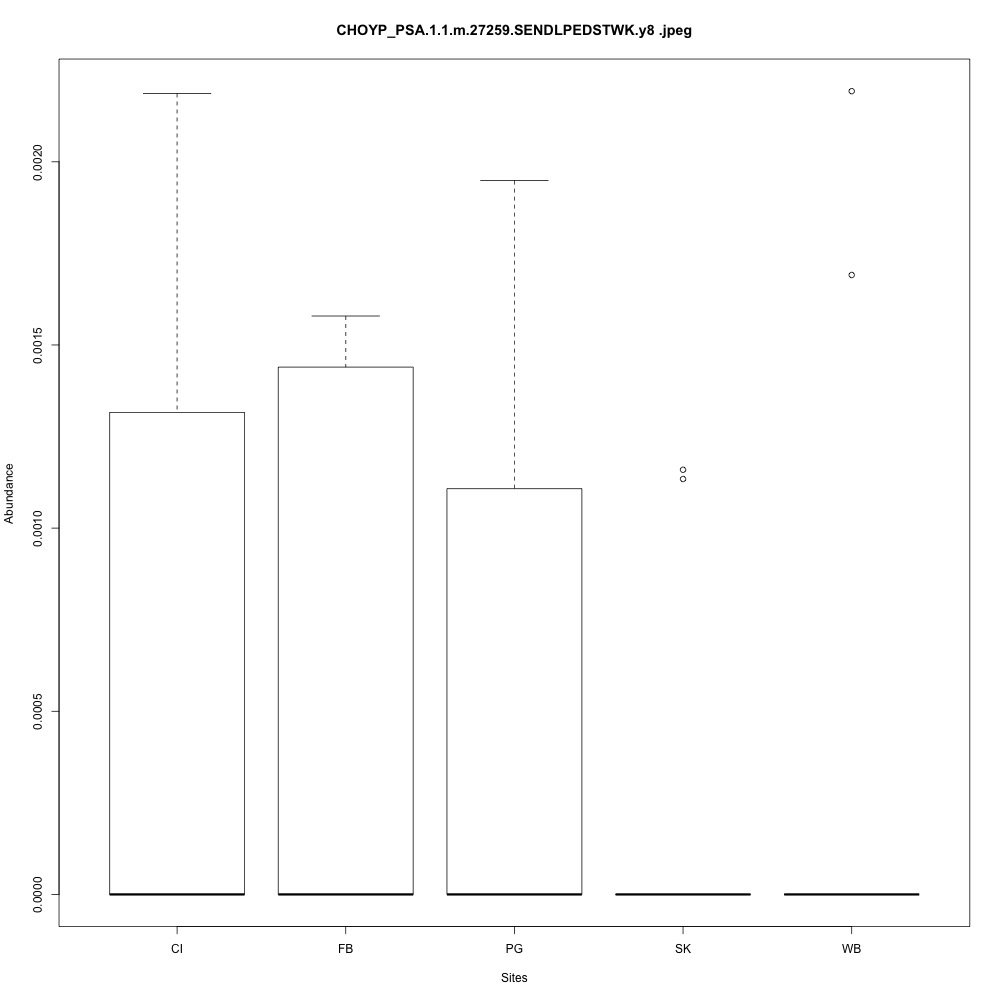 CHOYP_PSA.1.1.m.27259.SENDLPEDSTWK.y8 .jpeg
Abundance
0.0020
0.0015
0.0010
0.0005
0.0000
CI
FB
PG
SK
WB
Sites